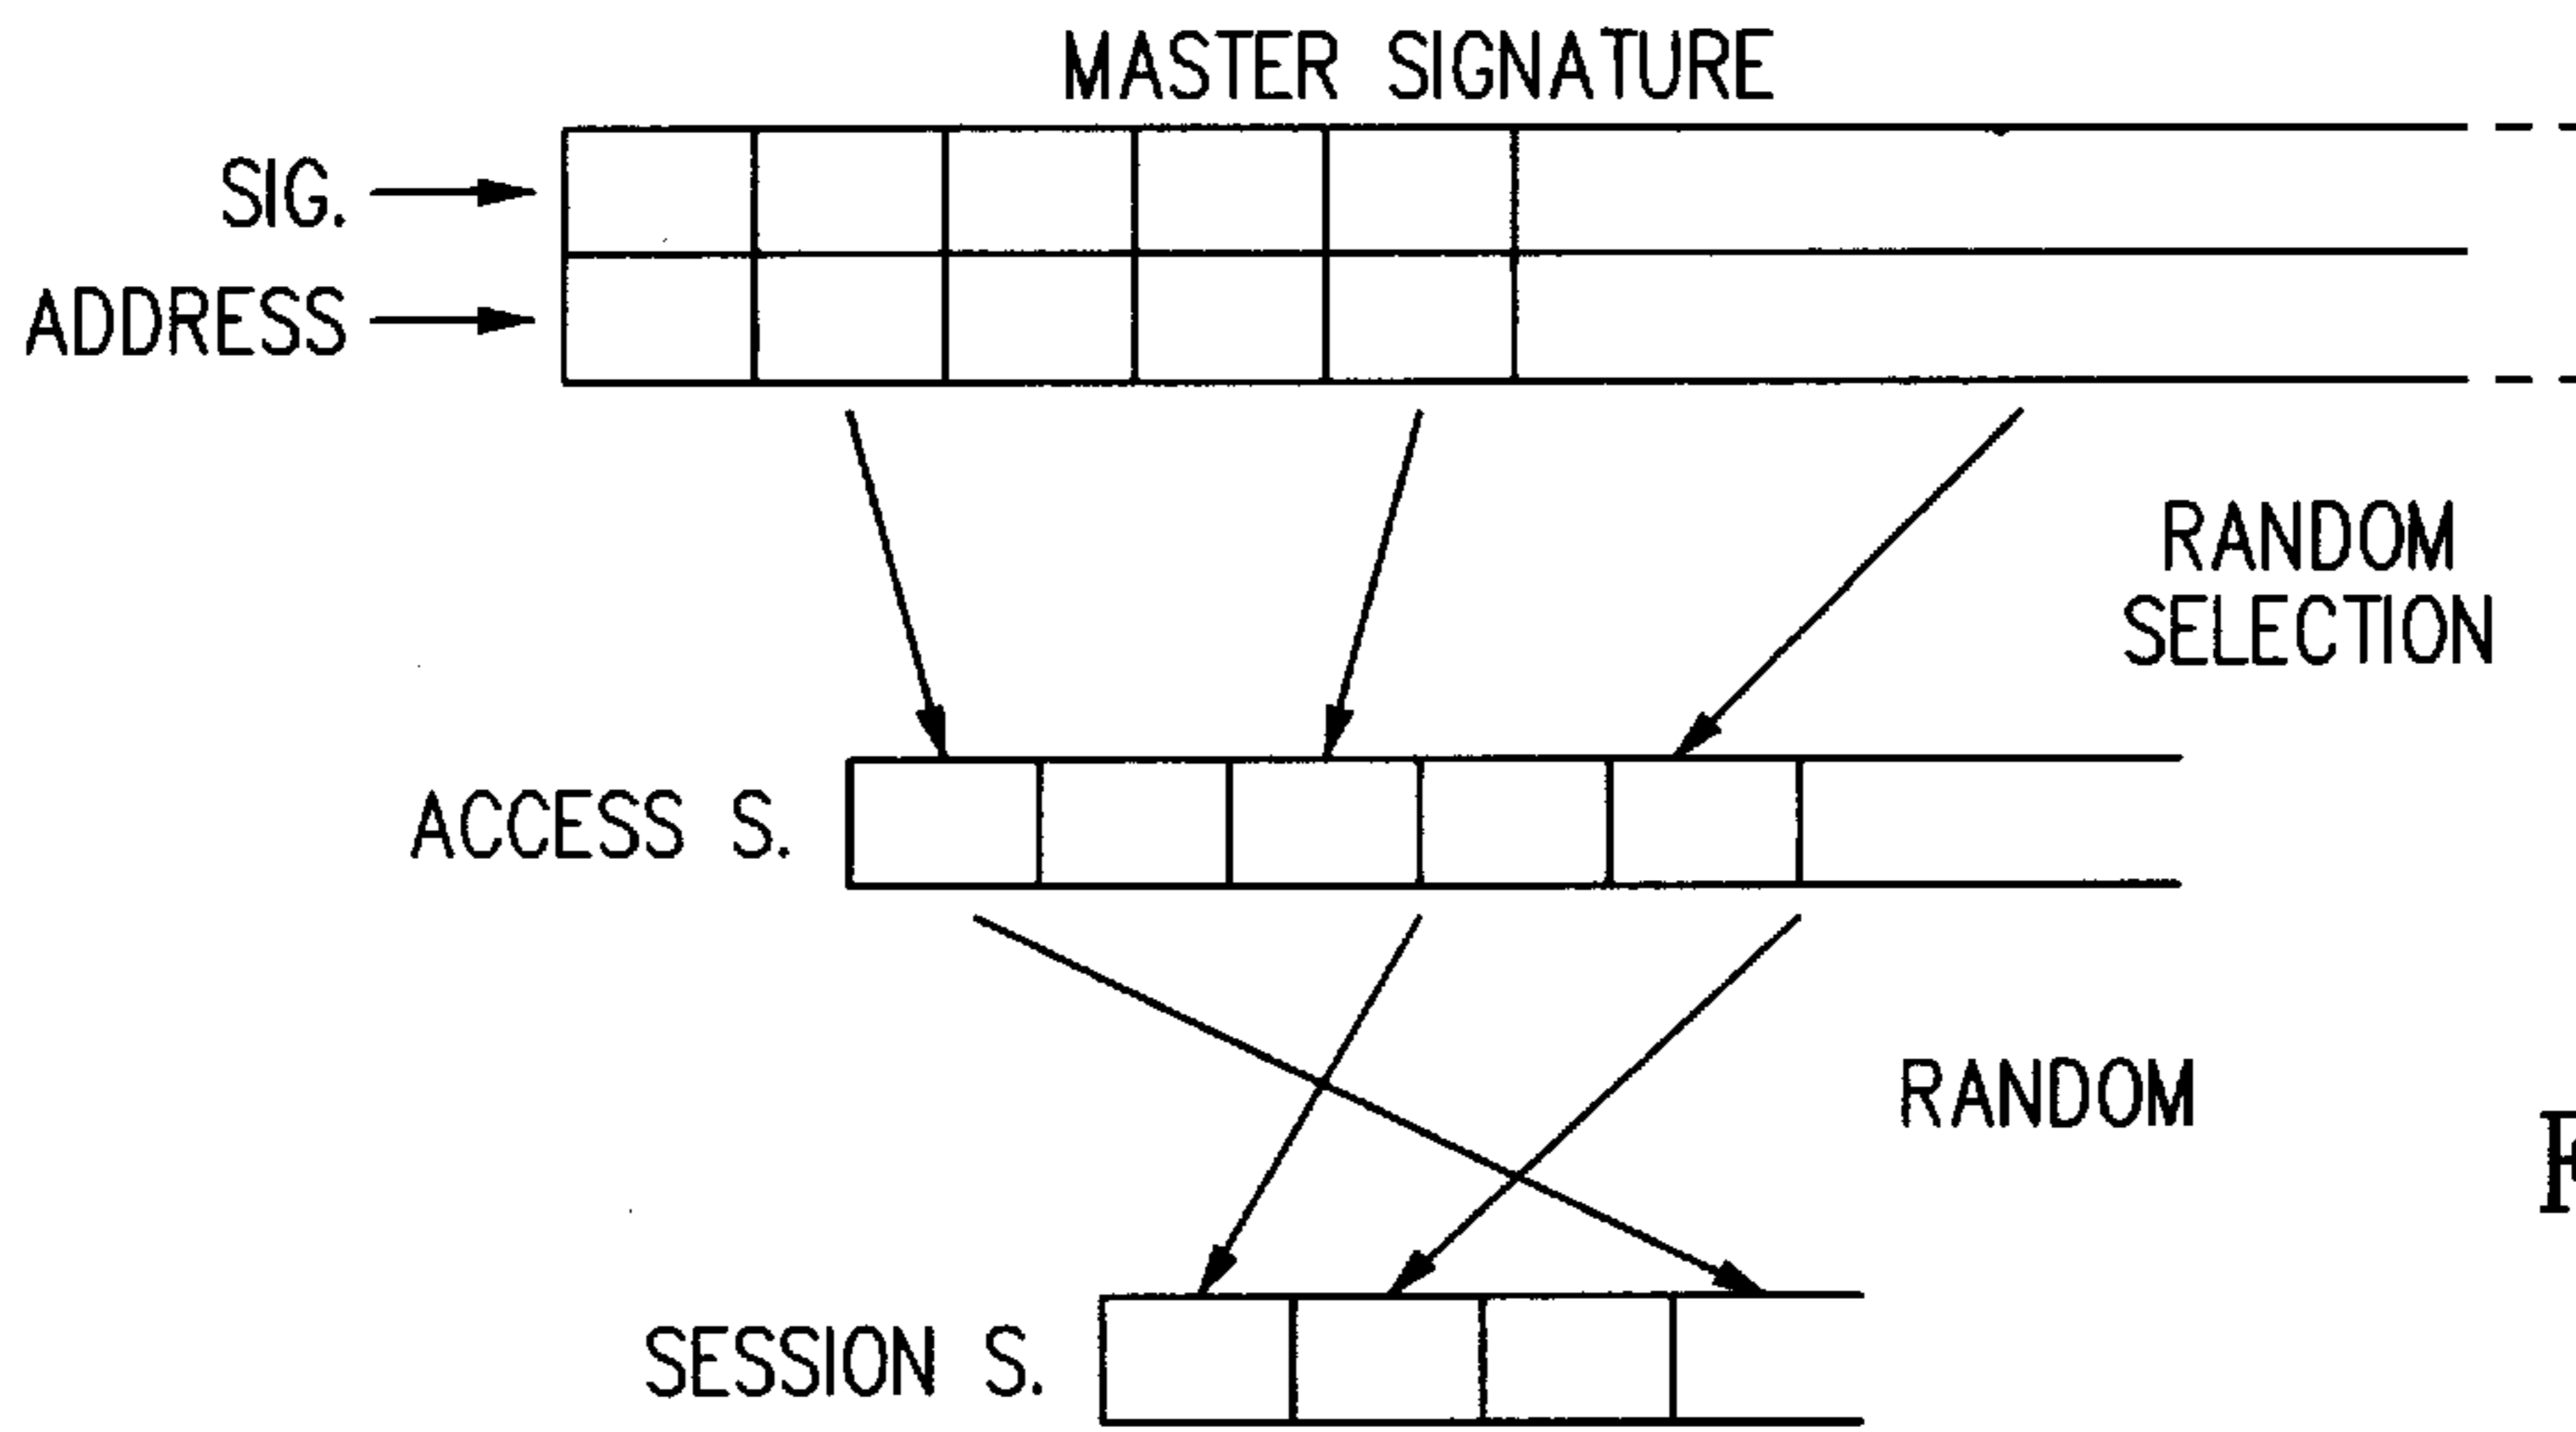 MASTER SIGNATURE
SIG.
ADDRESS
RANDOM
SELECTION
ACCESS S.
RANDOM
SESSION S.